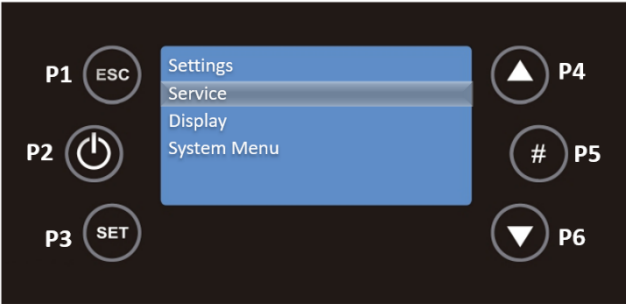 P1 ESC
P2
P3 SET
Settings
Service
Display
System Menu
P4
# P5
P6